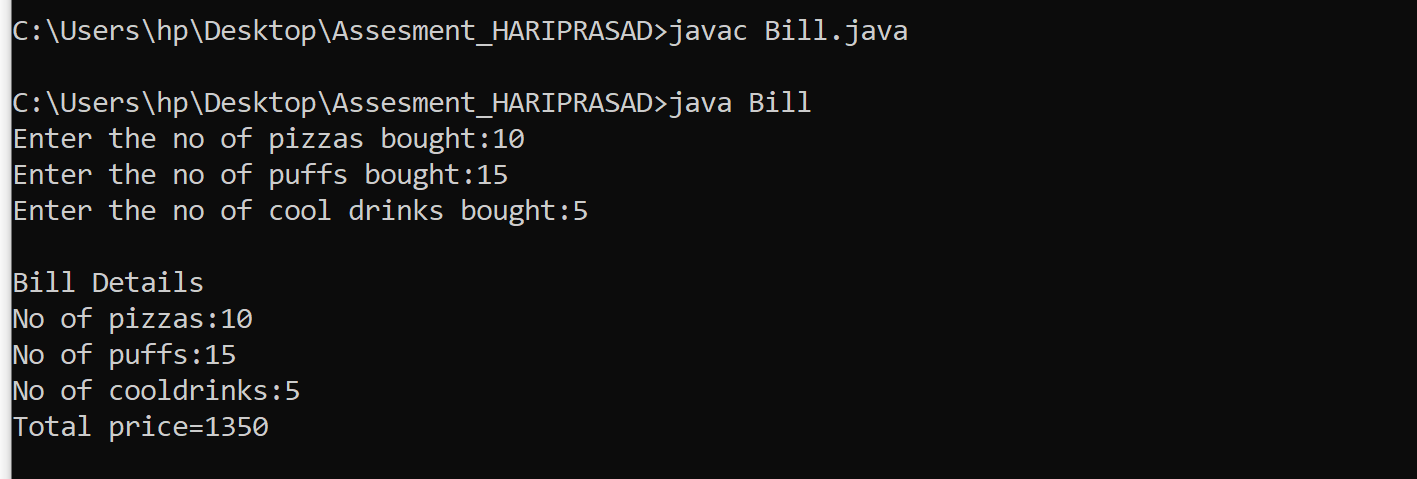 C:\Users\hp\Desktop\Assesment_HARIPRASAD>javac Bill.java
C:\Users\hp\Desktop\Assesment_HARIPRASAD>java Bill
Enter the no of pizzas bought:10
Enter the no of puffs bought:15
Enter the no of cool drinks bought:5
Bill Details
No of pizzas:10
No of puffs:15
No of cooldrinks:5
Total price=1350